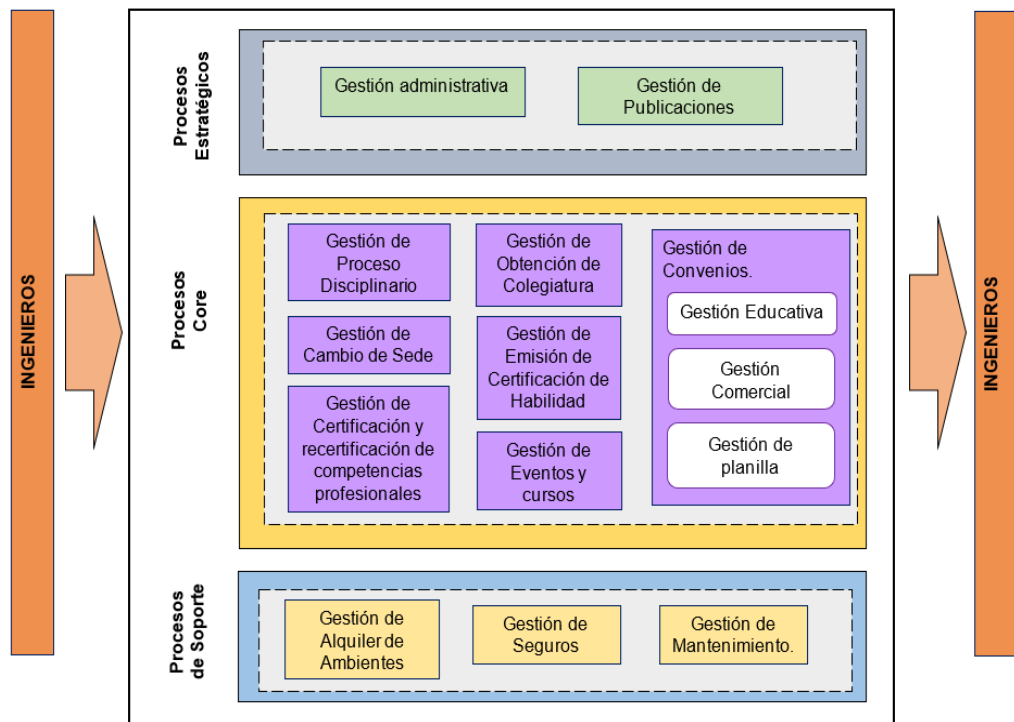 INGENIEROS
Procesos
Estratégicos
Gestión administrativa
Gestión de
Publicaciones
Procesos
Core
Gestión de
Proceso
Disciplinario
Gestión de
Cambio de Sede
Gestión de
Certificación y
recertificación de
competencias
profesionales
Gestión de
Obtención de
Colegiatura
Gestión de
Emisión de
Certificación de
Habilidad
Gestión de
Eventos y
cursos
Gestión de
Convenios.
Gestión Educativa
Gestión
Comercial
Gestión de
planilla
Procesos
de Soporte
Gestión de
Alquiler de
Ambientes
Gestión de
Seguros
Gestión de
Mantenimiento.
INGENIEROS